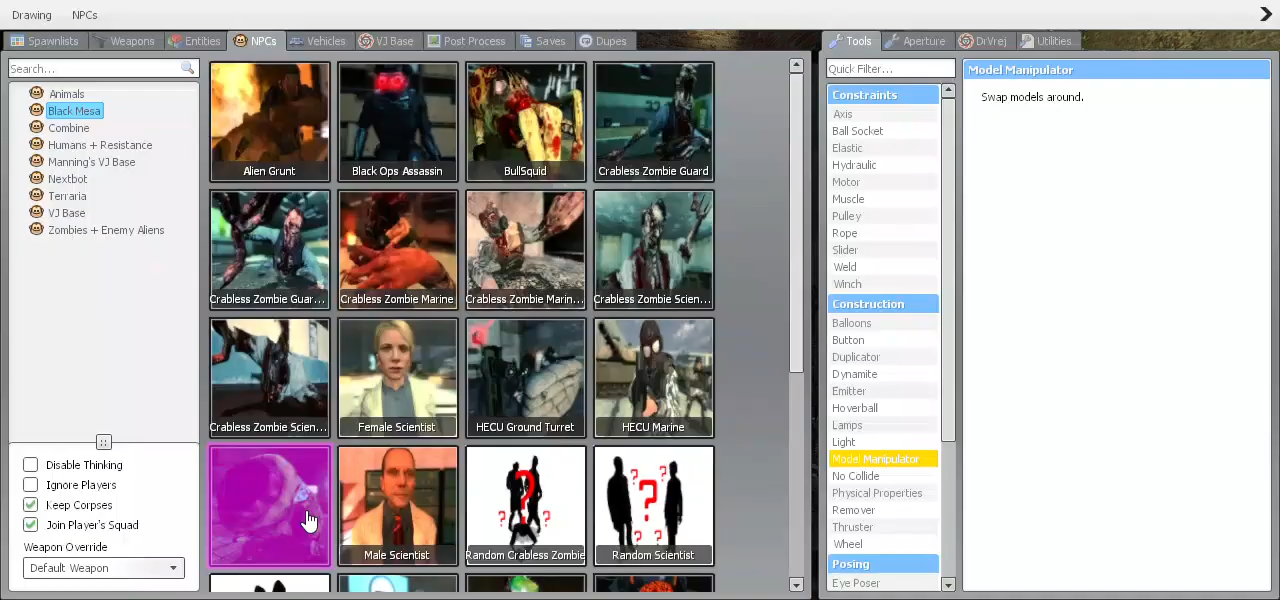 Drawing NPCs
Spawnlists Weapons Entities NPCs Vehicles VJ Base Post Process Saves Dupes
Tools Aperture DrVrej Utilities
Search...
Animals
Black Mesa
Combine
Humans + Resistance
Manning's VJ Base
Nextbot
Terraria
VJ Base
Zombies + Enemy Aliens
Disable Thinking
Ignore Players
Keep Corpses
Join Player's Squad
Weapon Override
Default Weapon
Alien Grunt Black Ops Assassin BullSquid Crabless Zombie Guard
Crabless Zombie Guar... Crabless Zombie Marine Crabless Zombie Marin... Crabless Zombie Scien...
Crabless Zombie Scien... Female Scientist HECU Ground Turret HECU Marine
Male Scientist Random Crabless Zombie Random Scientist
Quick Filter...
Constraints
Axis
Ball Socket
Elastic
Hydraulic
Motor
Muscle
Pulley
Rope
Slider
Weld
Winch
Construction
Balloons
Button
Duplicator
Dynamite
Emitter
Hoverball
Lamps
Light
Model Manipulator
No Collide
Physical Properties
Remover
Thruster
Wheel
Posing
Eye Poser
Model Manipulator
Swap models around.